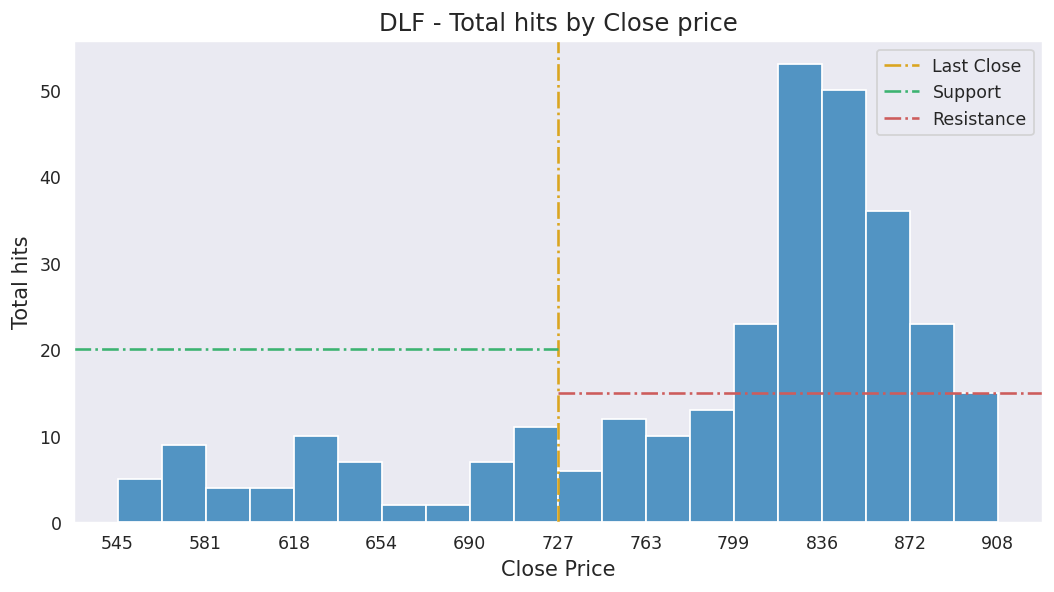 DLF - Total hits by Close price
Last Close
Support
Resistance
Total hits
50
40
30
20
10
0
545 581 618 654 690 727 763 799 836 872 908
Close Price